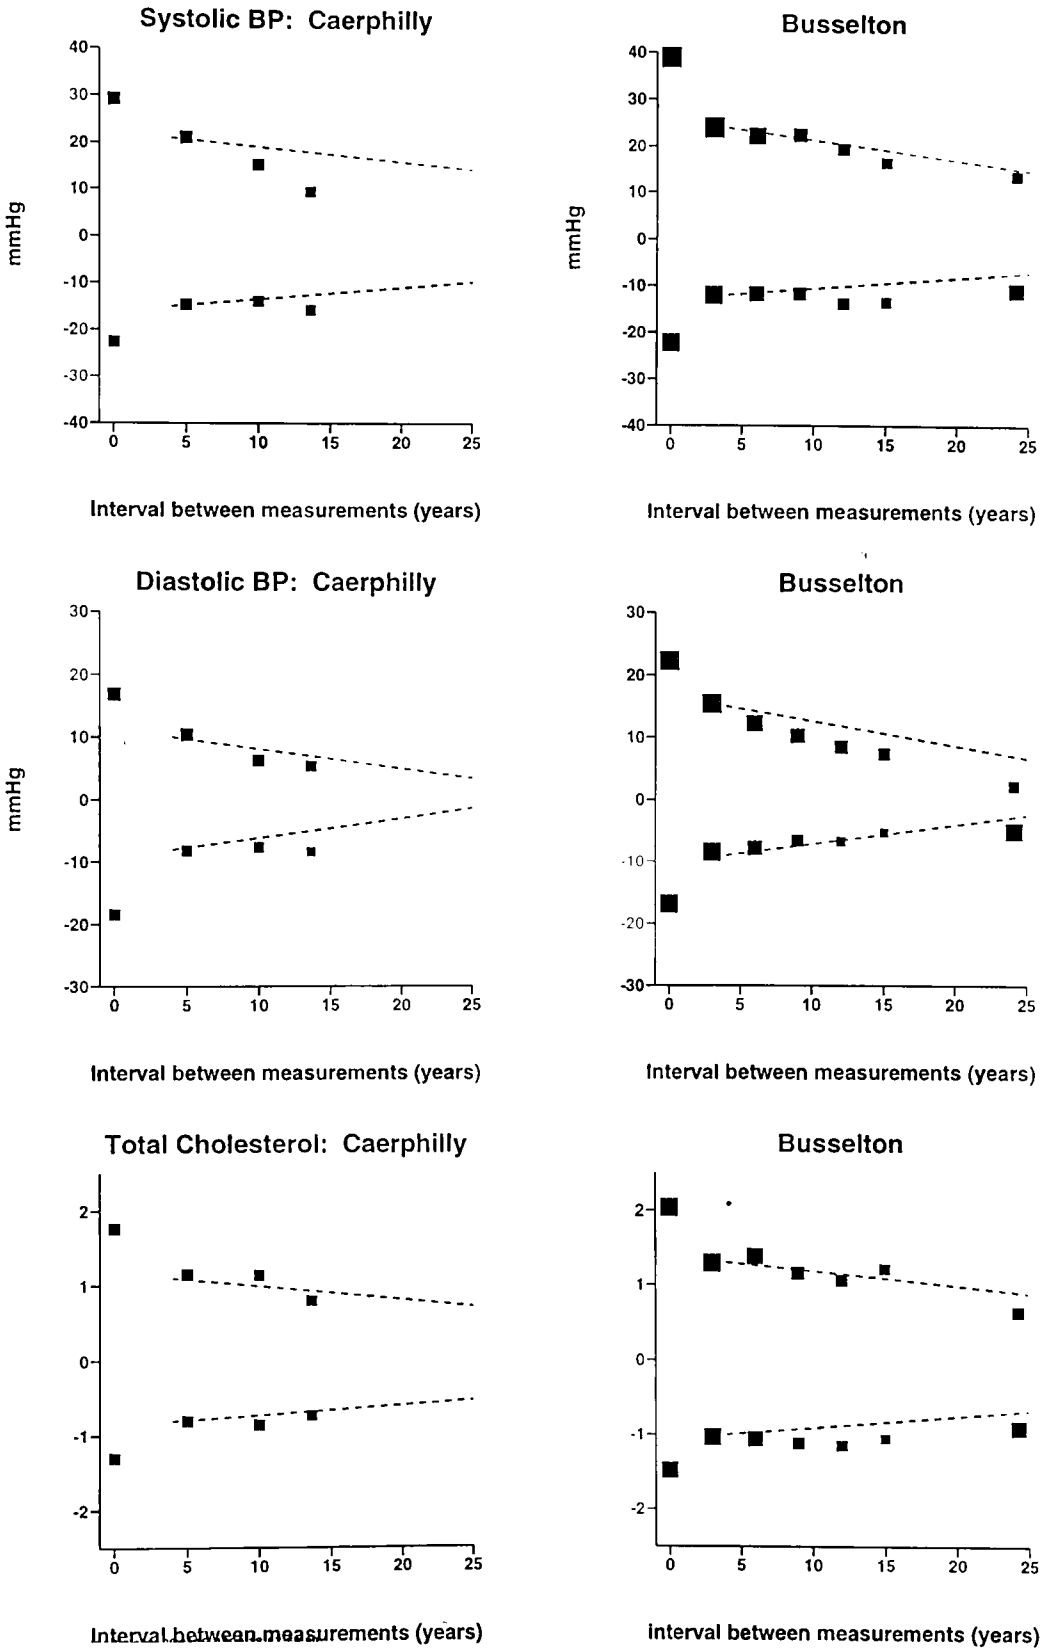 Systolic BP: Caerphilly
Busselton
40
30
20
10
0
-10
-20
-30
-40
mmHg
0 5 10 15 20 25
Interval between measurements (years)
40
30
20
10
0
-10
-20
-30
-40
mmHg
0 5 10 15 20 25
Interval between measurements (years)
Diastolic BP: Caerphilly
Busselton
30
20
10
0
-10
-20
-30
mmHg
0 5 10 15 20 25
Interval between measurements (years)
30
20
10
0
-10
-20
-30
0 5 10 15 20 25
Interval between measurements (years)
Total Cholesterol: Caerphilly
Busselton
2
1
0
-1
-2
0 5 10 15 20 25
Interval between measurements (years)
2
1
0
-1
-2
0 5 10 15 20 25
interval between measurements (years)